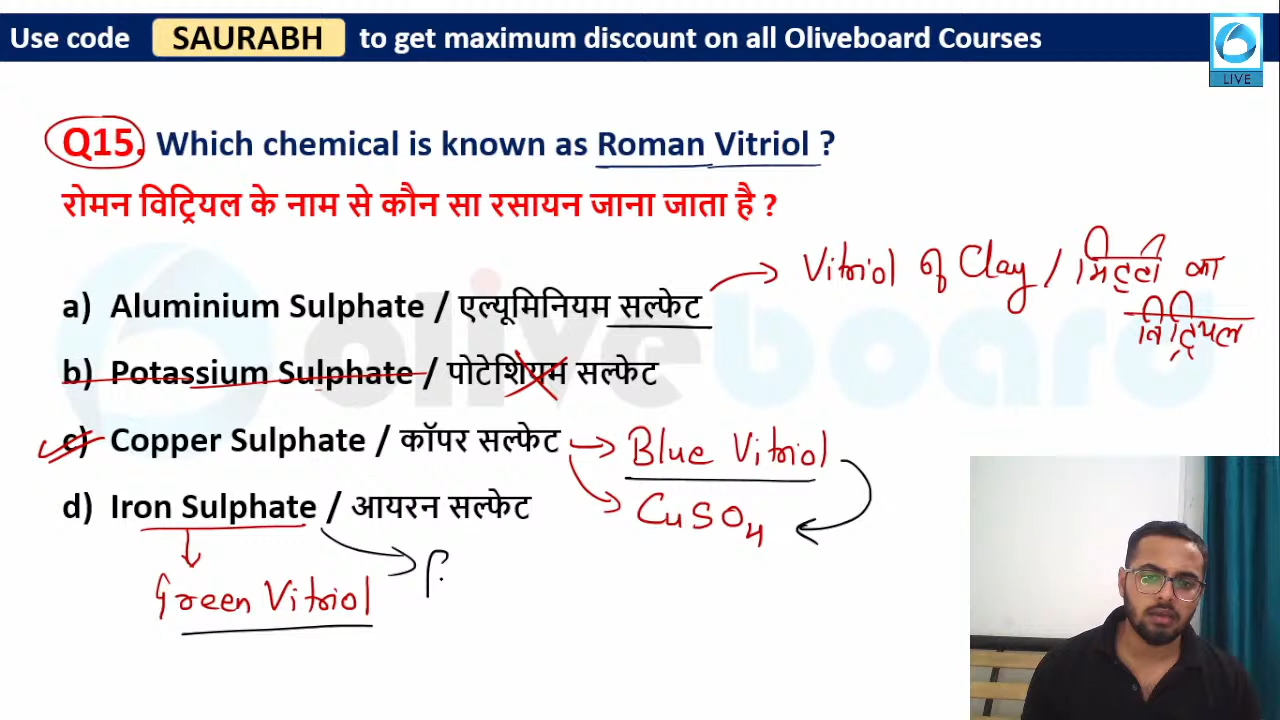 Use code SAURABH to get maximum discount on all Oliveboard Courses
LIVE
Q15. Which chemical is known as Roman Vitriol ?
रोमन विट्रियल के नाम से कौन सा रसायन जाना जाता है ?
Vitriol of Clay / मिट्टी का
विट्रियल
a) Aluminium Sulphate / एल्यूमिनियम सल्फेट
b) Potassium Sulphate / पोटेशियम सल्फेट
c) Copper Sulphate / कॉपर सल्फेट
Blue Vitriol
CuSO4
d) Iron Sulphate / आयरन सल्फेट
Green Vitriol
oliveboard